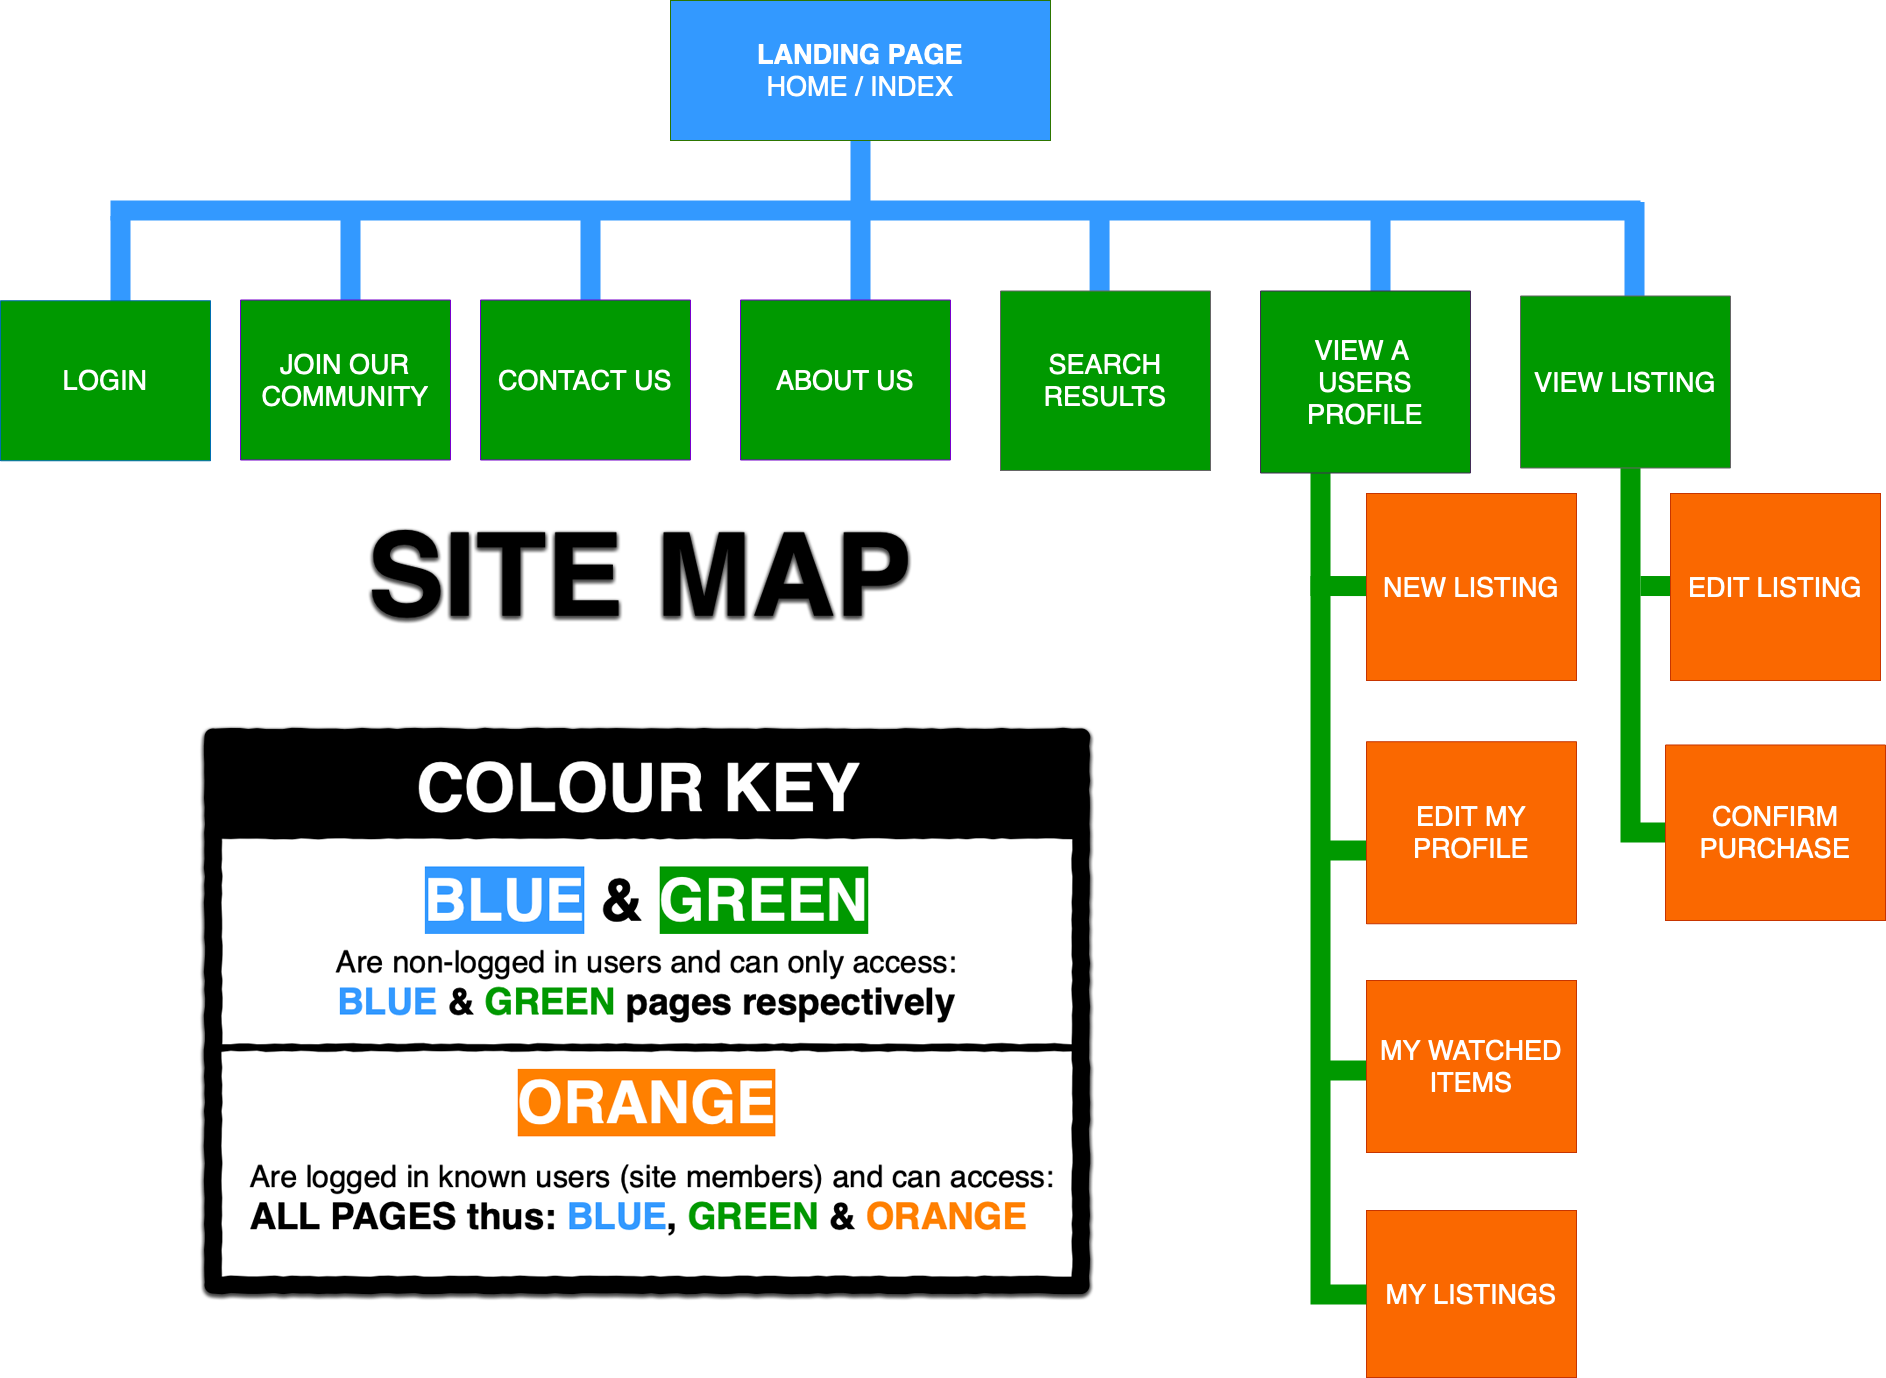 LANDING PAGE
HOME / INDEX
LOGIN
JOIN OUR
COMMUNITY
CONTACT US
ABOUT US
SEARCH
RESULTS
VIEW A
USERS
PROFILE
VIEW LISTING
SITE MAP
NEW LISTING
EDIT LISTING
EDIT MY
PROFILE
CONFIRM
PURCHASE
MY WATCHED
ITEMS
MY LISTINGS
COLOUR KEY
BLUE & GREEN
Are non-logged in users and can only access:
BLUE & GREEN pages respectively
ORANGE
Are logged in known users (site members) and can access:
ALL PAGES thus: BLUE, GREEN & ORANGE